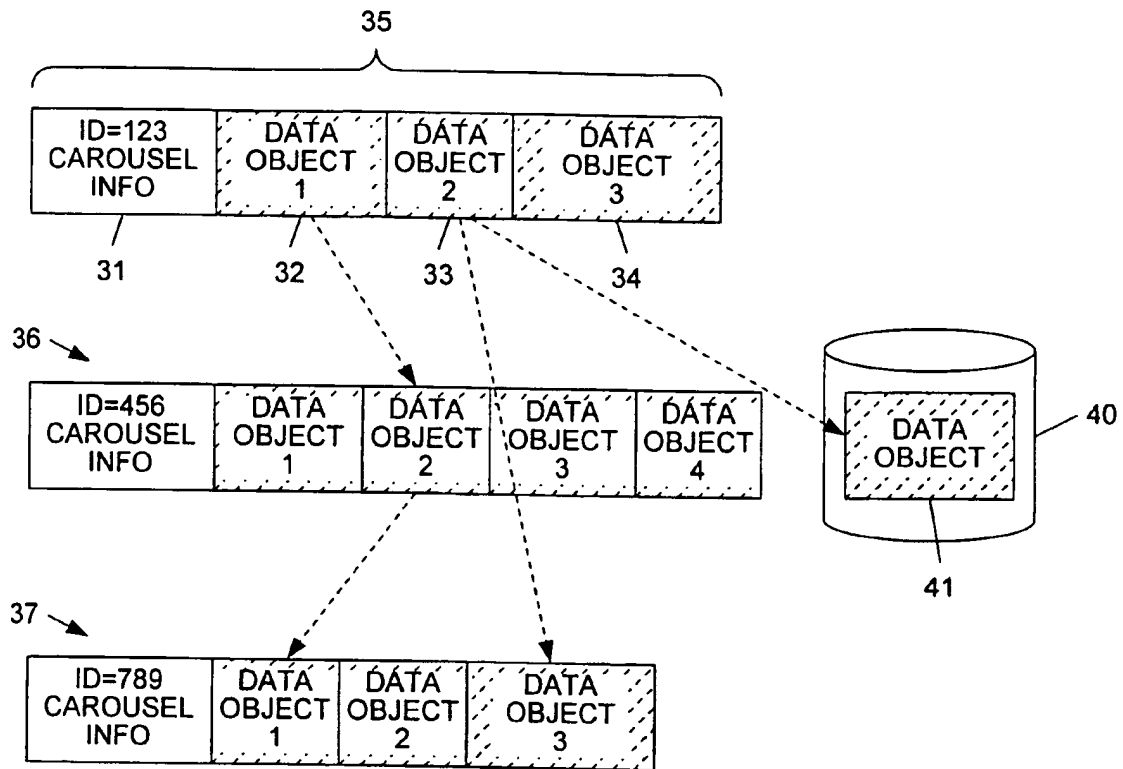 35
ID=123
CAROUSEL
INFO
DATA
OBJECT
1
DATA
OBJECT
2
DATA
OBJECT
3
31
32
33
34
36
ID=456
CAROUSEL
INFO
DATA
OBJECT
1
DATA
OBJECT
2
DATA
OBJECT
3
DATA
OBJECT
4
DATA
OBJECT
40
41
37
ID=789
CAROUSEL
INFO
DATA
OBJECT
1
DATA
OBJECT
2
DATA
OBJECT
3